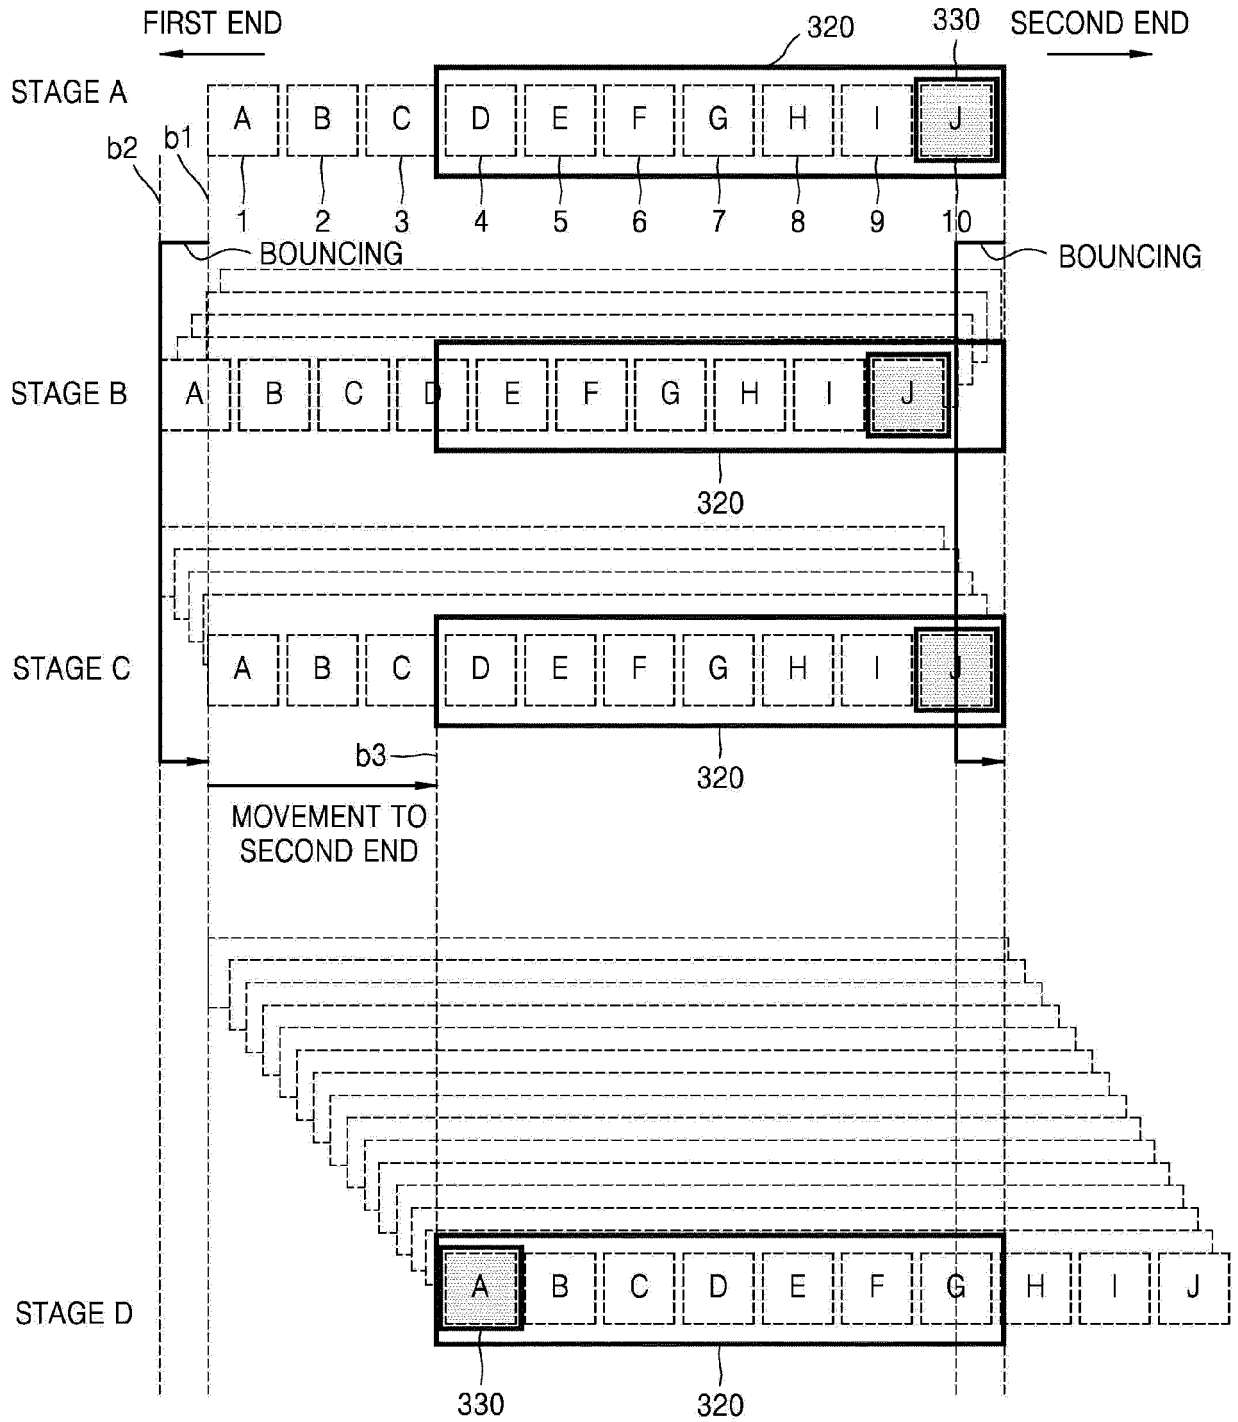 FIRST END
320
330
SECOND END
STAGE A
A B C D E F G H I J
b2
b1
1 2 3 4 5 6 7 8 9 10
BOUNCING
BOUNCING
STAGE B
A B C D E F G H I J
320
STAGE C
A B C D E F G H I J
b3
320
MOVEMENT TO
SECOND END
STAGE D
A B C D E F G H I J
330
320